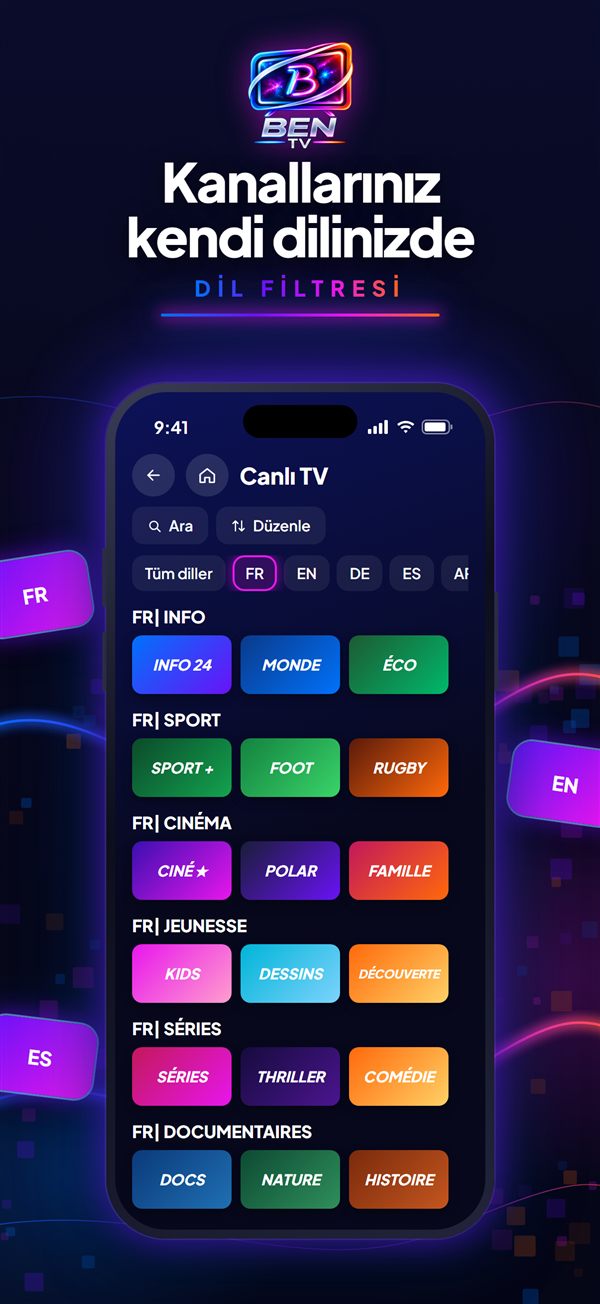 B
BEN
TV
Kanallarınız
kendi dilinizde
DİL FİLTRESİ
9:41
Canlı TV
Ara
Düzenle
Tüm diller FR EN DE ES AR
FR| INFO
INFO 24 MONDE ÉCO
FR| SPORT
SPORT + FOOT RUGBY
FR| CINÉMA
CINÉ★ POLAR FAMILLE
FR| JEUNESSE
KIDS DESSINS DÉCOUVERTE
FR| SÉRIES
SÉRIES THRILLER COMÉDIE
FR| DOCUMENTAIRES
DOCS NATURE HISTOIRE
FR
EN
ES